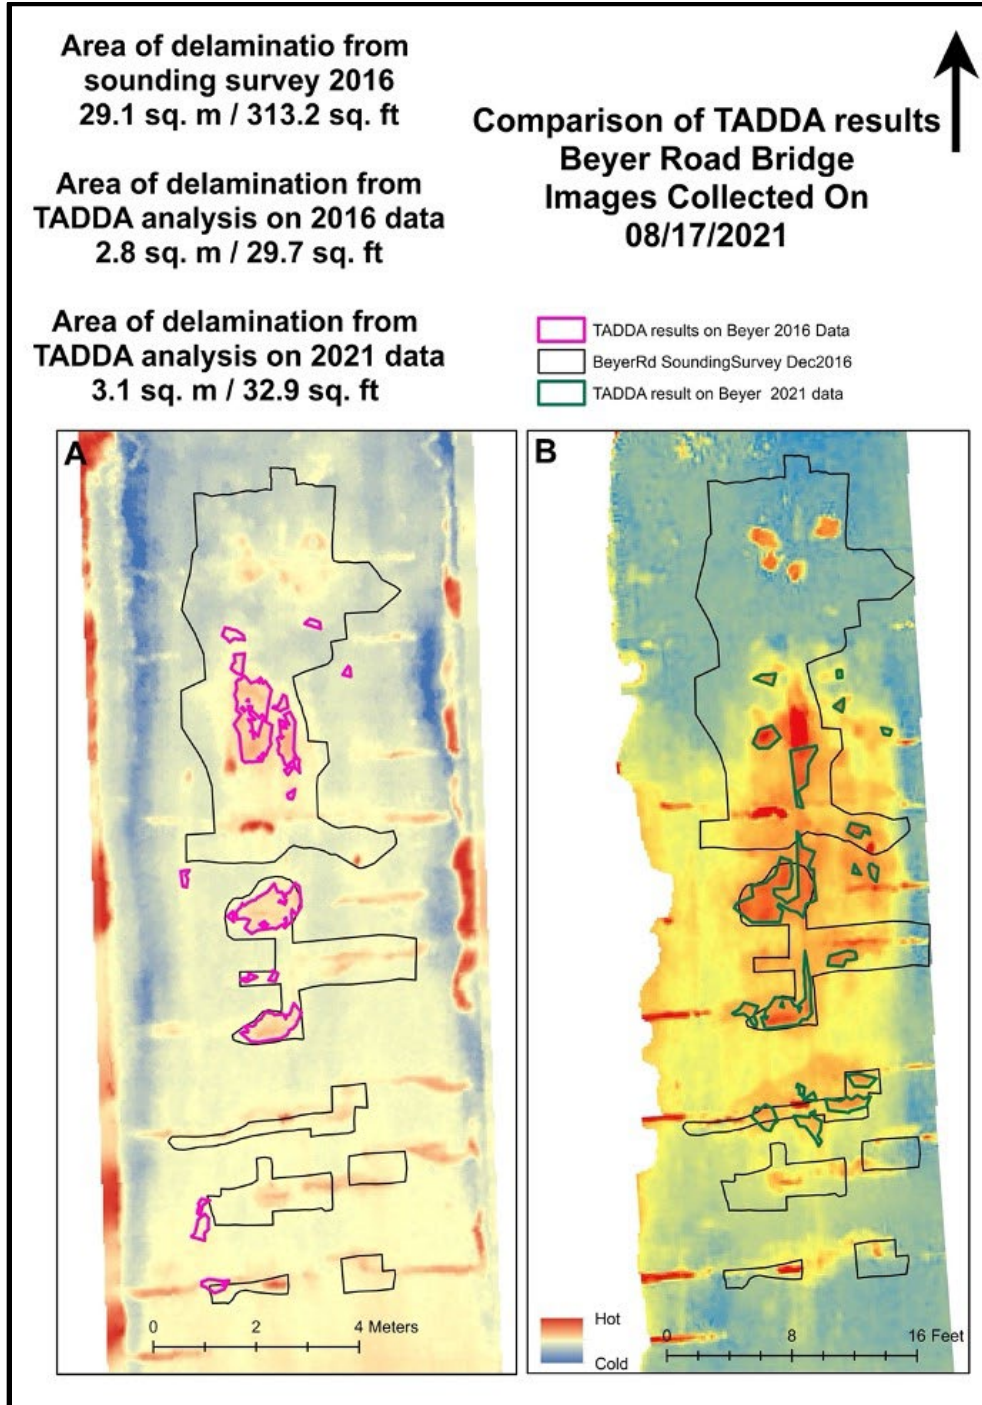 Area of delaminatio from
sounding survey 2016
29.1 sq. m / 313.2 sq. ft
Area of delamination from
TADDA analysis on 2016 data
2.8 sq. m / 29.7 sq. ft
Area of delamination from
TADDA analysis on 2021 data
3.1 sq. m / 32.9 sq. ft
Comparison of TADDA results
Beyer Road Bridge
Images Collected On
08/17/2021
TADDA results on Beyer 2016 Data
BeyerRd SoundingSurvey Dec2016
TADDA result on Beyer 2021 data
A
B
0 2 4 Meters
Hot
Cold
0 8 16 Feet